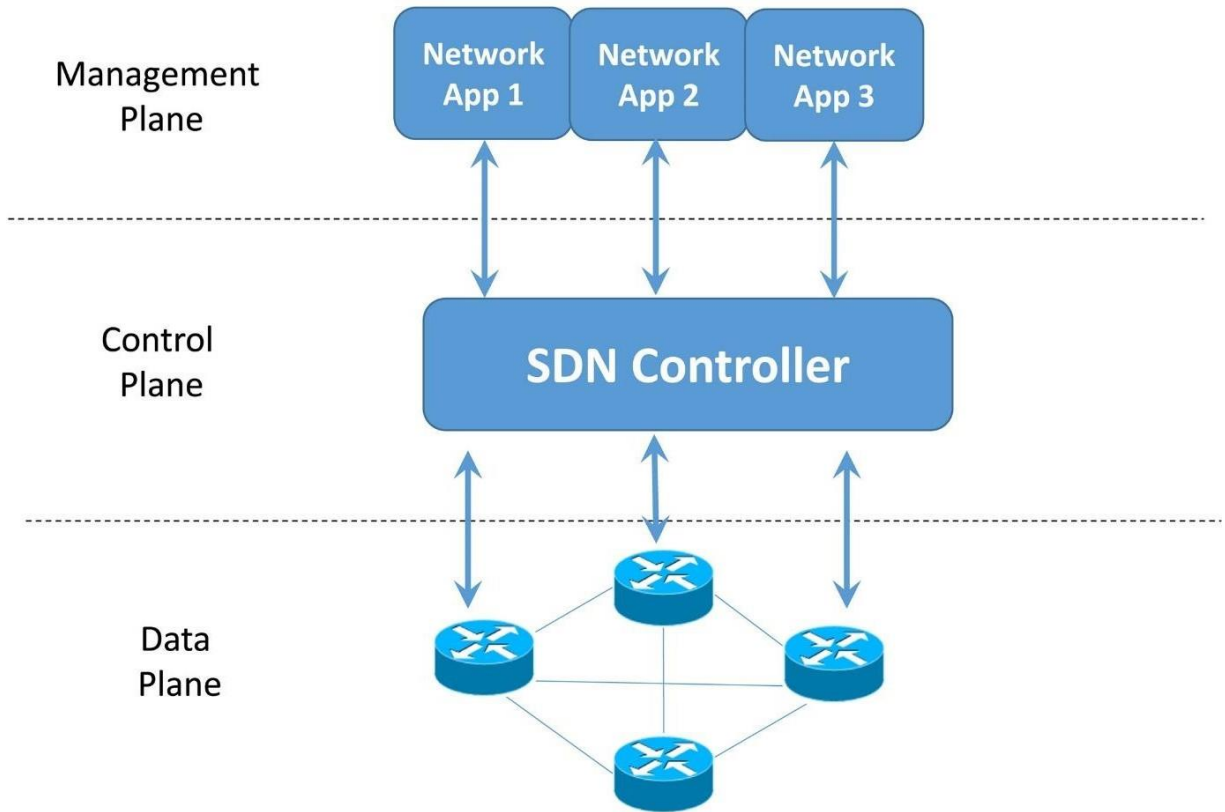 Management
Plane
Network
App 1
Network
App 2
Network
App 3
Control
Plane
SDN Controller
Data
Plane